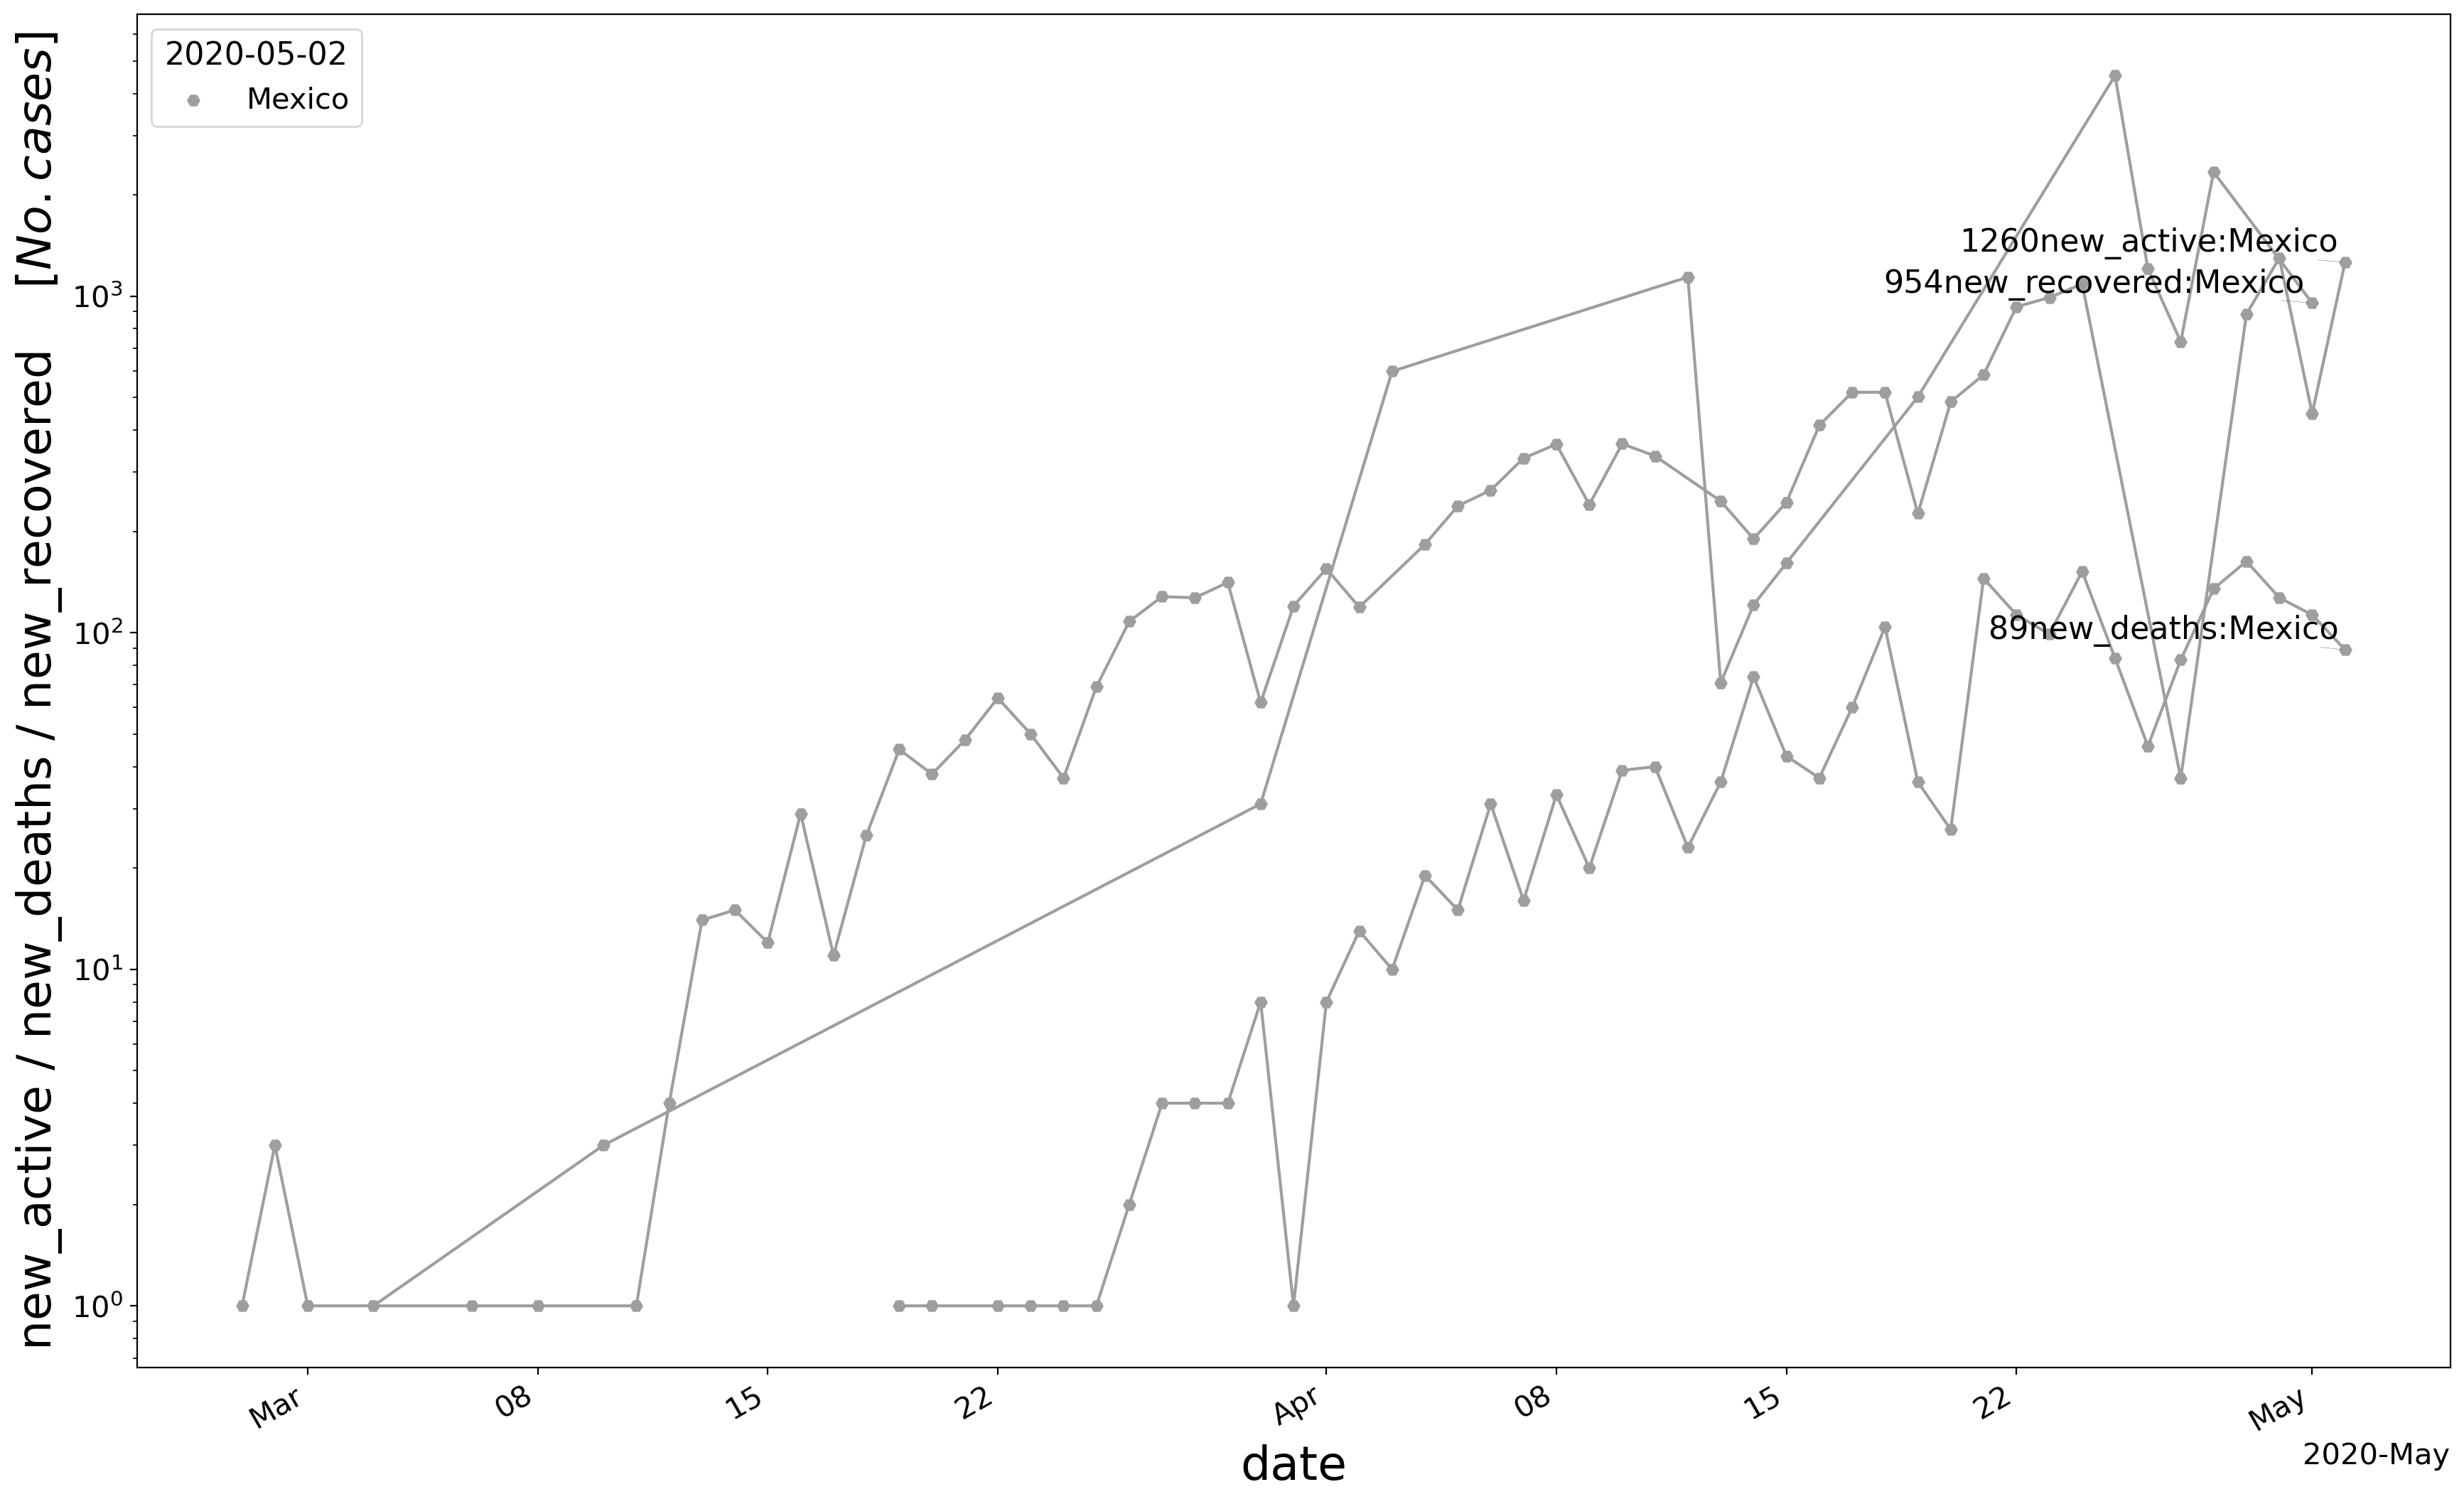 new_active / new_deaths / new_recovered [No. cases]
2020-05-02
Mexico
10³
10²
10¹
10⁰
1260new_active:Mexico
954new_recovered:Mexico
89new_deaths:Mexico
Mar 08 15 22 Apr 08 15 22 May
2020-May
date